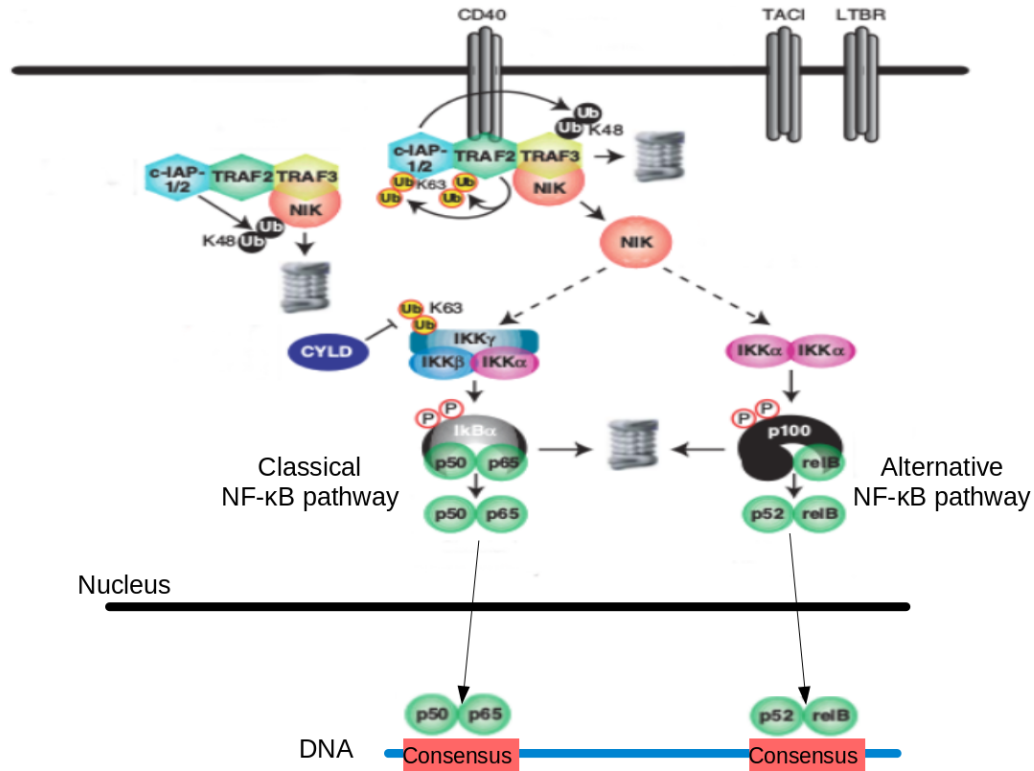 CD40
TACI
LTBR
c-IAP-
1/2
TRAF2
TRAF3
NIK
K48
Ub
Ub
c-IAP-
1/2
TRAF2
TRAF3
NIK
Ub
Ub
K48
Ub
K63
Ub
Ub
Ub
NIK
Ub
K63
Ub
CYLD
IKKγ
IKKβ
IKKα
IKKα
IKKα
P
P
IkBα
p50
p65
P
P
p100
relB
Classical
NF-κB pathway
Alternative
NF-κB pathway
p50
p65
p52
relB
Nucleus
p50
p65
p52
relB
DNA
Consensus
Consensus